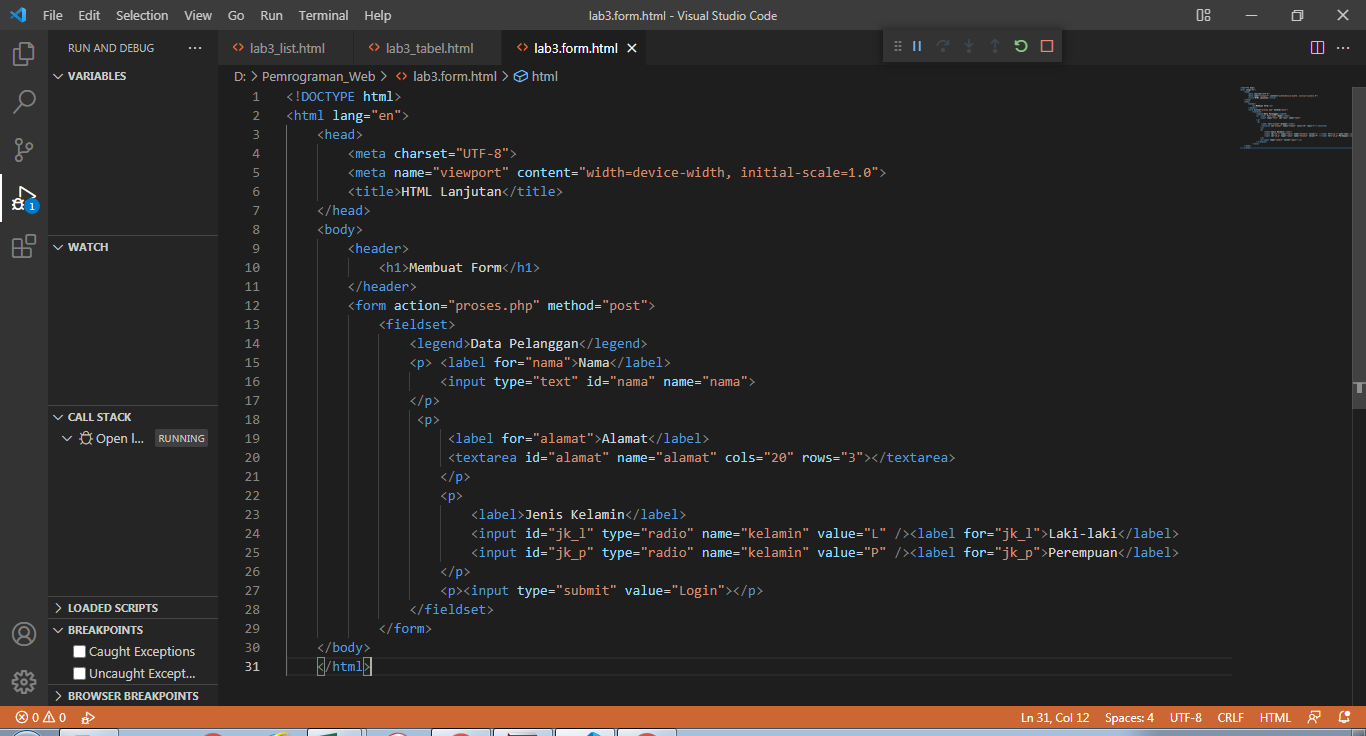 File Edit Selection View Go Run Terminal Help
lab3.form.html - Visual Studio Code
RUN AND DEBUG
lab3_list.html
lab3_tabel.html
lab3.form.html
VARIABLES
D: > Pemrograman_Web > lab3.form.html > html
WATCH
CALL STACK
Open l... RUNNING
LOADED SCRIPTS
BREAKPOINTS
Caught Exceptions
Uncaught Except...
BROWSER BREAKPOINTS
1
1 <!DOCTYPE html>
2 <html lang="en">
3 <head>
4 <meta charset="UTF-8">
5 <meta name="viewport" content="width=device-width, initial-scale=1.0">
6 <title>HTML Lanjutan</title>
7 </head>
8 <body>
9 <header>
10 <h1>Membuat Form</h1>
11 </header>
12 <form action="proses.php" method="post">
13 <fieldset>
14 <legend>Data Pelanggan</legend>
15 <p> <label for="nama">Nama</label>
16 <input type="text" id="nama" name="nama">
17 </p>
18 <p>
19 <label for="alamat">Alamat</label>
20 <textarea id="alamat" name="alamat" cols="20" rows="3"></textarea>
21 </p>
22 <p>
23 <label>Jenis Kelamin</label>
24 <input id="jk_l" type="radio" name="kelamin" value="L" /><label for="jk_l">Laki-laki</label>
25 <input id="jk_p" type="radio" name="kelamin" value="P" /><label for="jk_p">Perempuan</label>
26 </p>
27 <p><input type="submit" value="Login"></p>
28 </fieldset>
29 </form>
30 </body>
31 </html>
0 0
Ln 31, Col 12 Spaces: 4 UTF-8 CRLF HTML